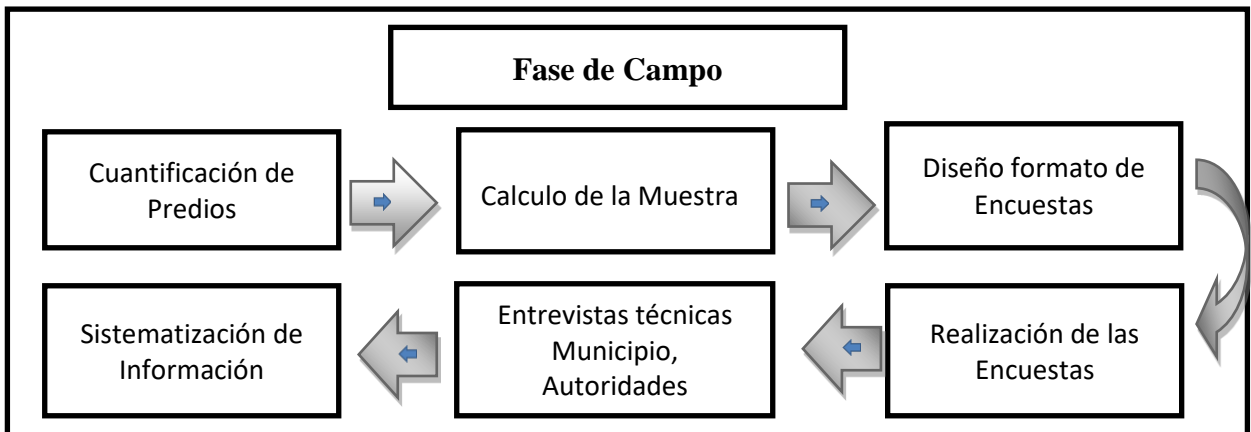 Fase de Campo
Cuantificación de
Predios
Calculo de la Muestra
Diseño formato de
Encuestas
Realización de las
Encuestas
Entrevistas técnicas
Municipio,
Autoridades
Sistematización de
Información